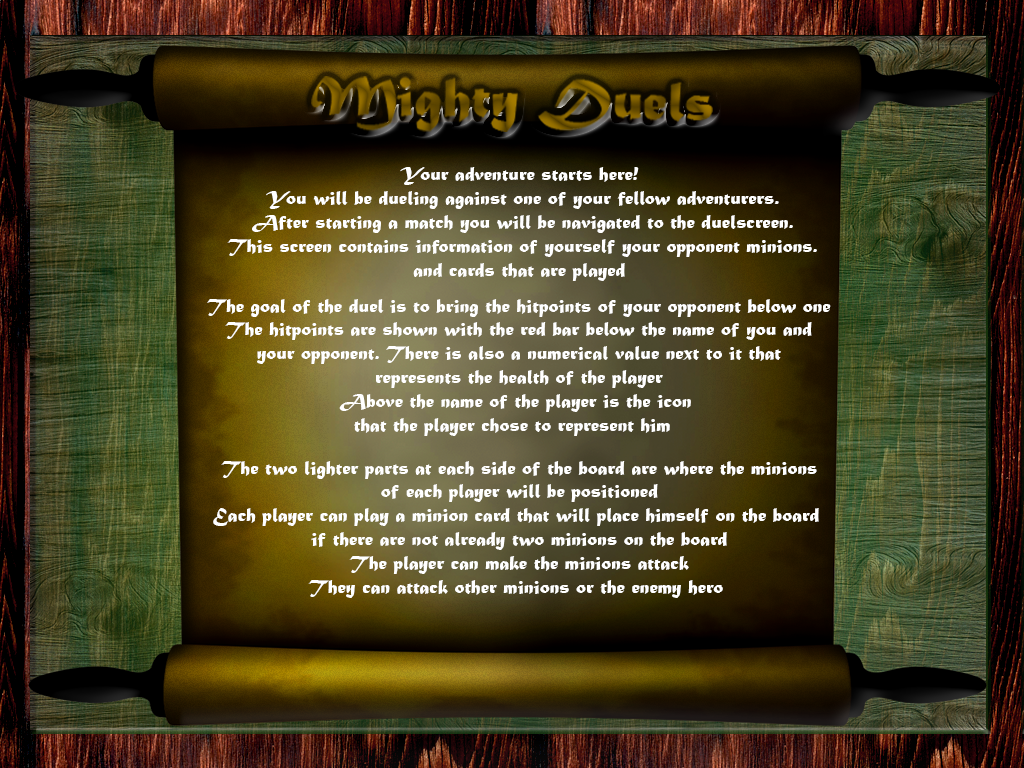 Mighty Duels
Your adventure starts here!
You will be dueling against one of your fellow adventurers.
After starting a match you will be navigated to the duelscreen.
This screen contains information of yourself your opponent minions.
and cards that are played
The goal of the duel is to bring the hitpoints of your opponent below one
The hitpoints are shown with the red bar below the name of you and
your opponent. There is also a numerical value next to it that
represents the health of the player
Above the name of the player is the icon
that the player chose to represent him
The two lighter parts at each side of the board are where the minions
of each player will be positioned
Each player can play a minion card that will place himself on the board
if there are not already two minions on the board
The player can make the minions attack
They can attack other minions or the enemy hero